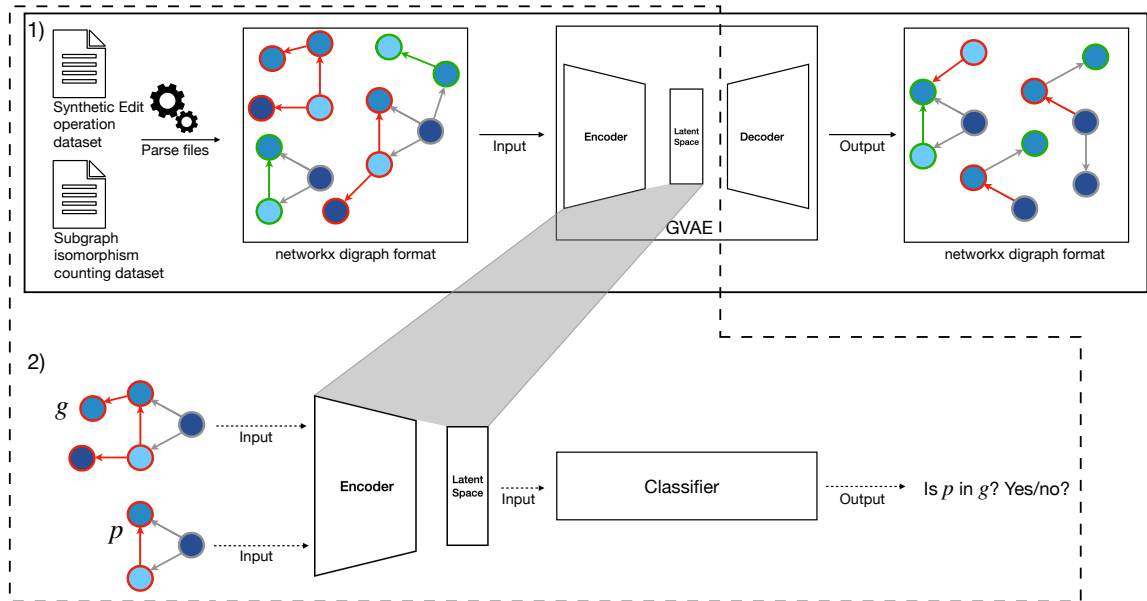 1)
Synthetic Edit
operation
dataset
Parse files
Subgraph
isomorphism
counting dataset
networkx digraph format
Input
Encoder
Latent
Space
Decoder
GVAE
Output
networkx digraph format
2)
g
Input
p
Input
Encoder
Latent
Space
Input
Classifier
Output
Is p in g? Yes/no?